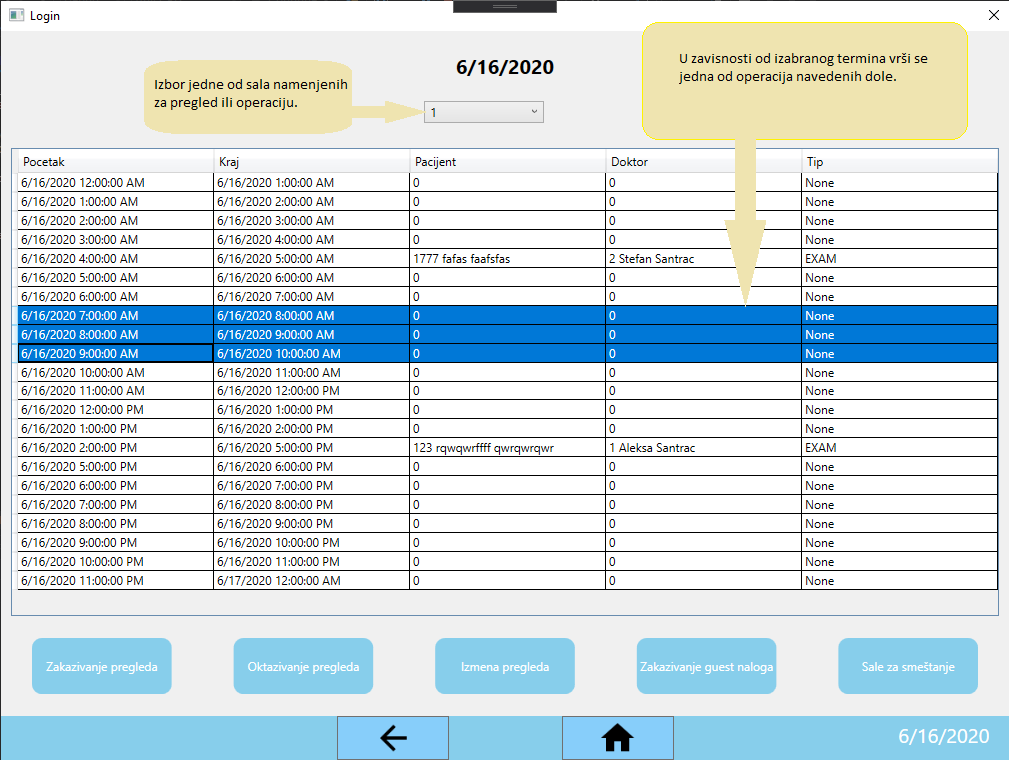 Login
6/16/2020
Izbor jedne od sala namenjenih
za pregled ili operaciju.
U zavisnosti od izabranog termina vrši se
jedna od operacija navedenih dole.
1
Pocetak Kraj Pacijent Doktor Tip
6/16/2020 12:00:00 AM 6/16/2020 1:00:00 AM 0 0 None
6/16/2020 1:00:00 AM 6/16/2020 2:00:00 AM 0 0 None
6/16/2020 2:00:00 AM 6/16/2020 3:00:00 AM 0 0 None
6/16/2020 3:00:00 AM 6/16/2020 4:00:00 AM 0 0 None
6/16/2020 4:00:00 AM 6/16/2020 5:00:00 AM 1777 fafas faafsfas 2 Stefan Santrac EXAM
6/16/2020 5:00:00 AM 6/16/2020 6:00:00 AM 0 0 None
6/16/2020 6:00:00 AM 6/16/2020 7:00:00 AM 0 0 None
6/16/2020 7:00:00 AM 6/16/2020 8:00:00 AM 0 0 None
6/16/2020 8:00:00 AM 6/16/2020 9:00:00 AM 0 0 None
6/16/2020 9:00:00 AM 6/16/2020 10:00:00 AM 0 0 None
6/16/2020 10:00:00 AM 6/16/2020 11:00:00 AM 0 0 None
6/16/2020 11:00:00 AM 6/16/2020 12:00:00 PM 0 0 None
6/16/2020 12:00:00 PM 6/16/2020 1:00:00 PM 0 0 None
6/16/2020 1:00:00 PM 6/16/2020 2:00:00 PM 0 0 None
6/16/2020 2:00:00 PM 6/16/2020 5:00:00 PM 123 rqwqwrffff qwrqwrqwr 1 Aleksa Santrac EXAM
6/16/2020 5:00:00 PM 6/16/2020 6:00:00 PM 0 0 None
6/16/2020 6:00:00 PM 6/16/2020 7:00:00 PM 0 0 None
6/16/2020 7:00:00 PM 6/16/2020 8:00:00 PM 0 0 None
6/16/2020 8:00:00 PM 6/16/2020 9:00:00 PM 0 0 None
6/16/2020 9:00:00 PM 6/16/2020 10:00:00 PM 0 0 None
6/16/2020 10:00:00 PM 6/16/2020 11:00:00 PM 0 0 None
6/16/2020 11:00:00 PM 6/17/2020 12:00:00 AM 0 0 None
Zakazivanje pregleda Oktazivanje pregleda Izmena pregleda Zakazivanje guest naloga Sale za smeštanje
6/16/2020